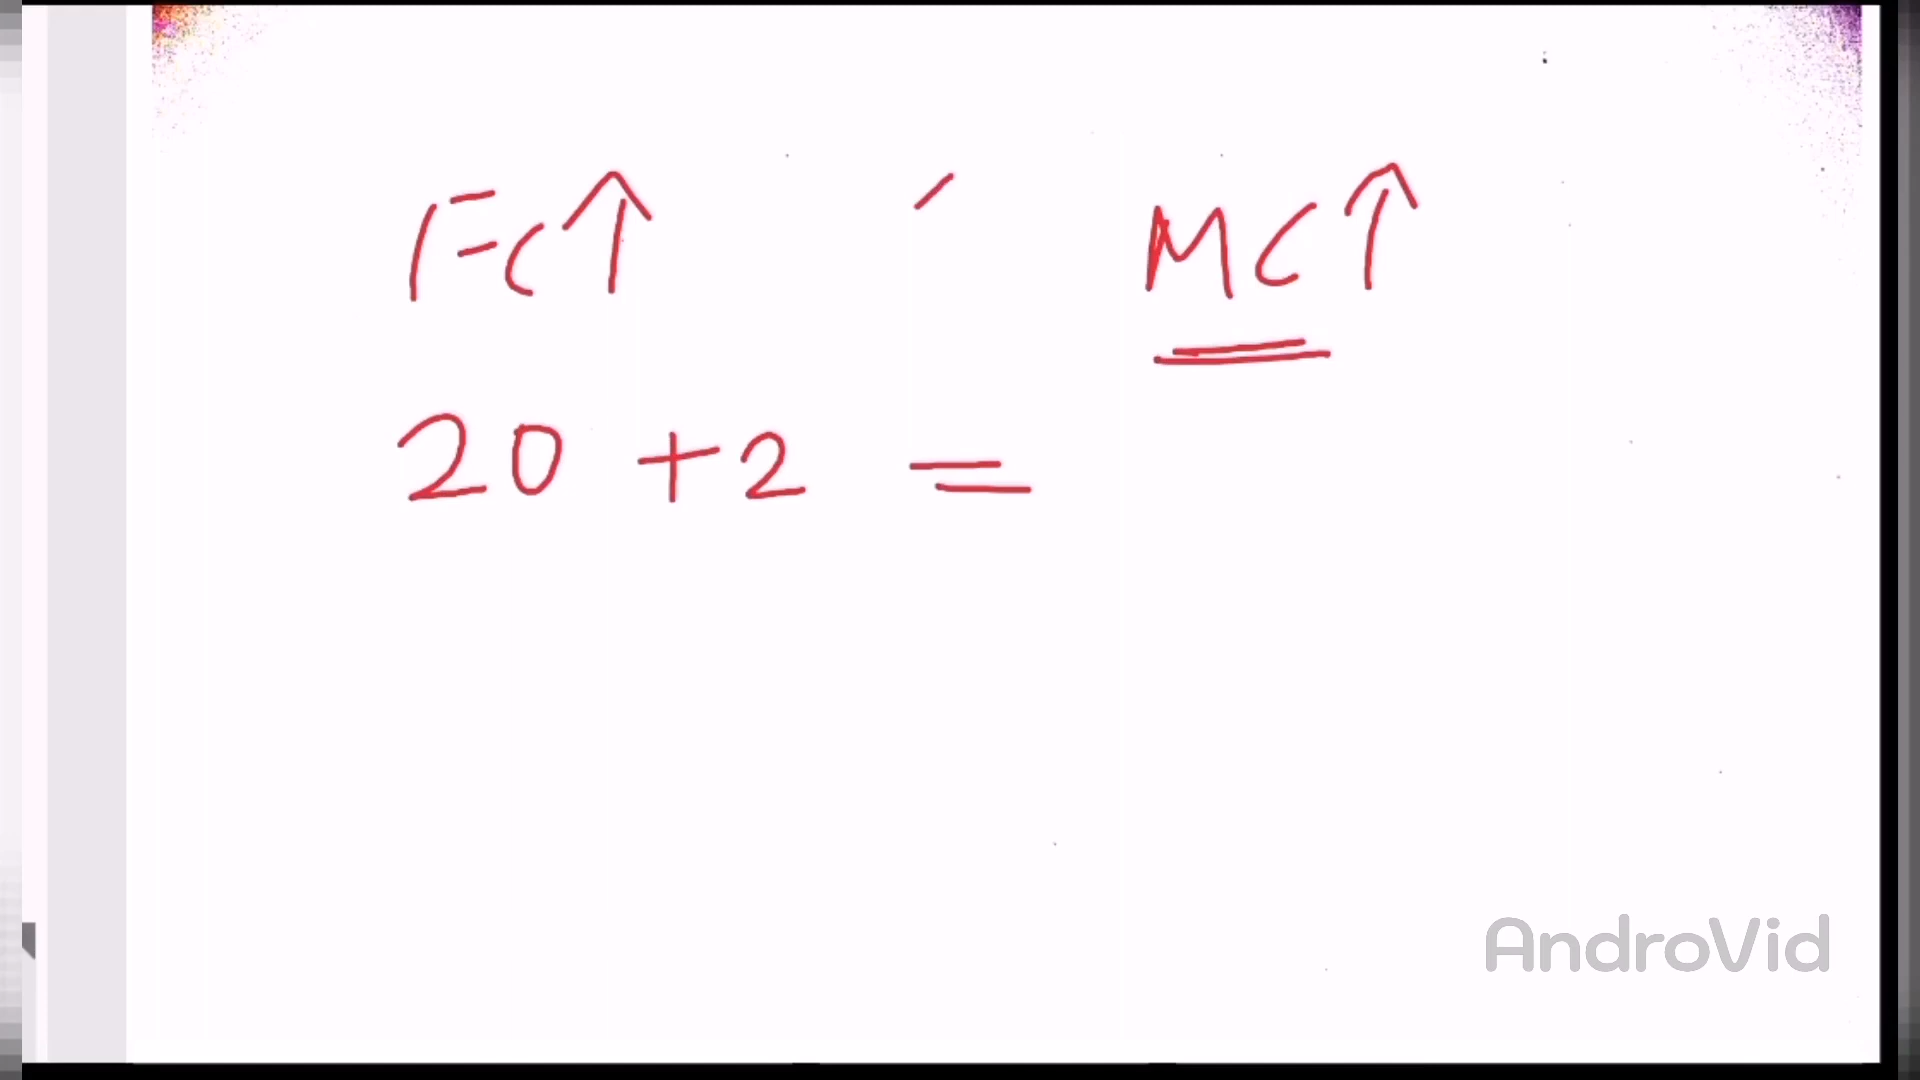 Fc↑ MC↑
20 + 2 =
AndroVid